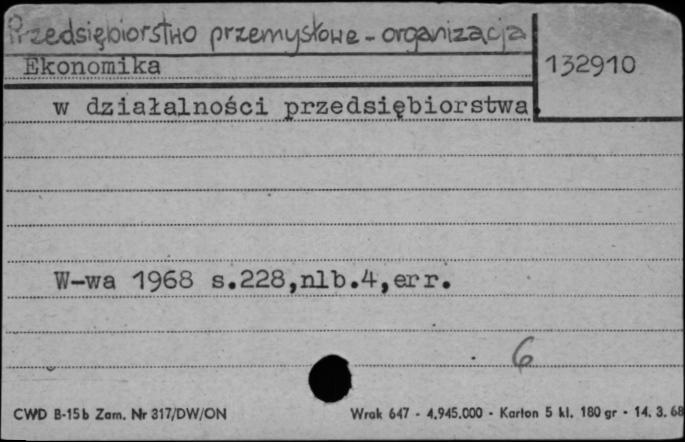 Przedsiębiorstwo przemysłowe - organizacja
Ekonomika
132910
w działalności przedsiębiorstwa.
W-wa 1968 s.228,nlb.4,err.
6
CWD B-15b Zam. Nr 317/DW/ON
Wrak 647 - 4.945.000 - Karton 5 kl. 180 gr - 14. 3. 68